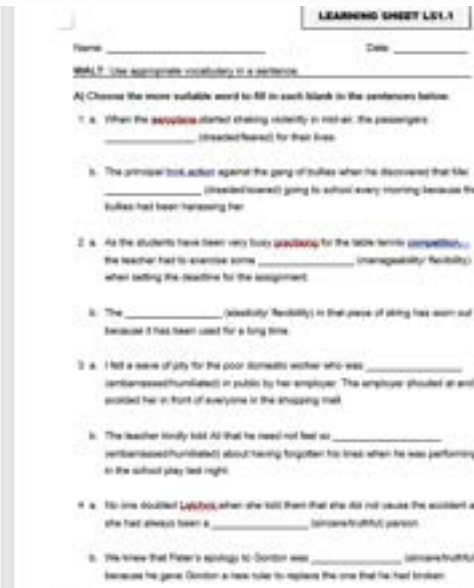 LEARNING SHEET LS1.1
Name: ____________ Date: ____________
WALT: Use appropriate vocabulary in a sentence.
A) Choose the more suitable word to fill in each blank in the sentences below.
1 a. When the aeroplane started shaking violently in mid-air, the passengers
____________ (dreaded/feared) for their lives.
b. The principal took action against the gang of bullies when he discovered that
____________ going to school every morning because the
bullies had been harassing her.
2 a. As the students have been very busy practising for the table tennis competition,
the teacher had to exercise some ____________ (manageability/ flexibility)
when setting the deadline for the assignment.
b. The ____________ (elasticity/ flexibility) in that piece of string has worn out
because it has been used for a long time.
3 a. I felt a wave of pity for the poor domestic worker who was ____________
(embarrassed/humiliated) in public by her employer. The employer shouted at and
scolded her in front of everyone in the shopping mall.
b. The teacher kindly told Ali that he need not feel so ____________
(embarrassed/humiliated) about having forgotten his lines when he was performing
in the school play last night.
4 a. No one doubted when she told them that she did not cause the accident
she had always been a ____________ (sincere/truthful) person.
b. We knew that Peter's apology to Gordon was ____________ (sincere/truthful)
because he gave Gordon a new ruler to replace the one that he had broken.